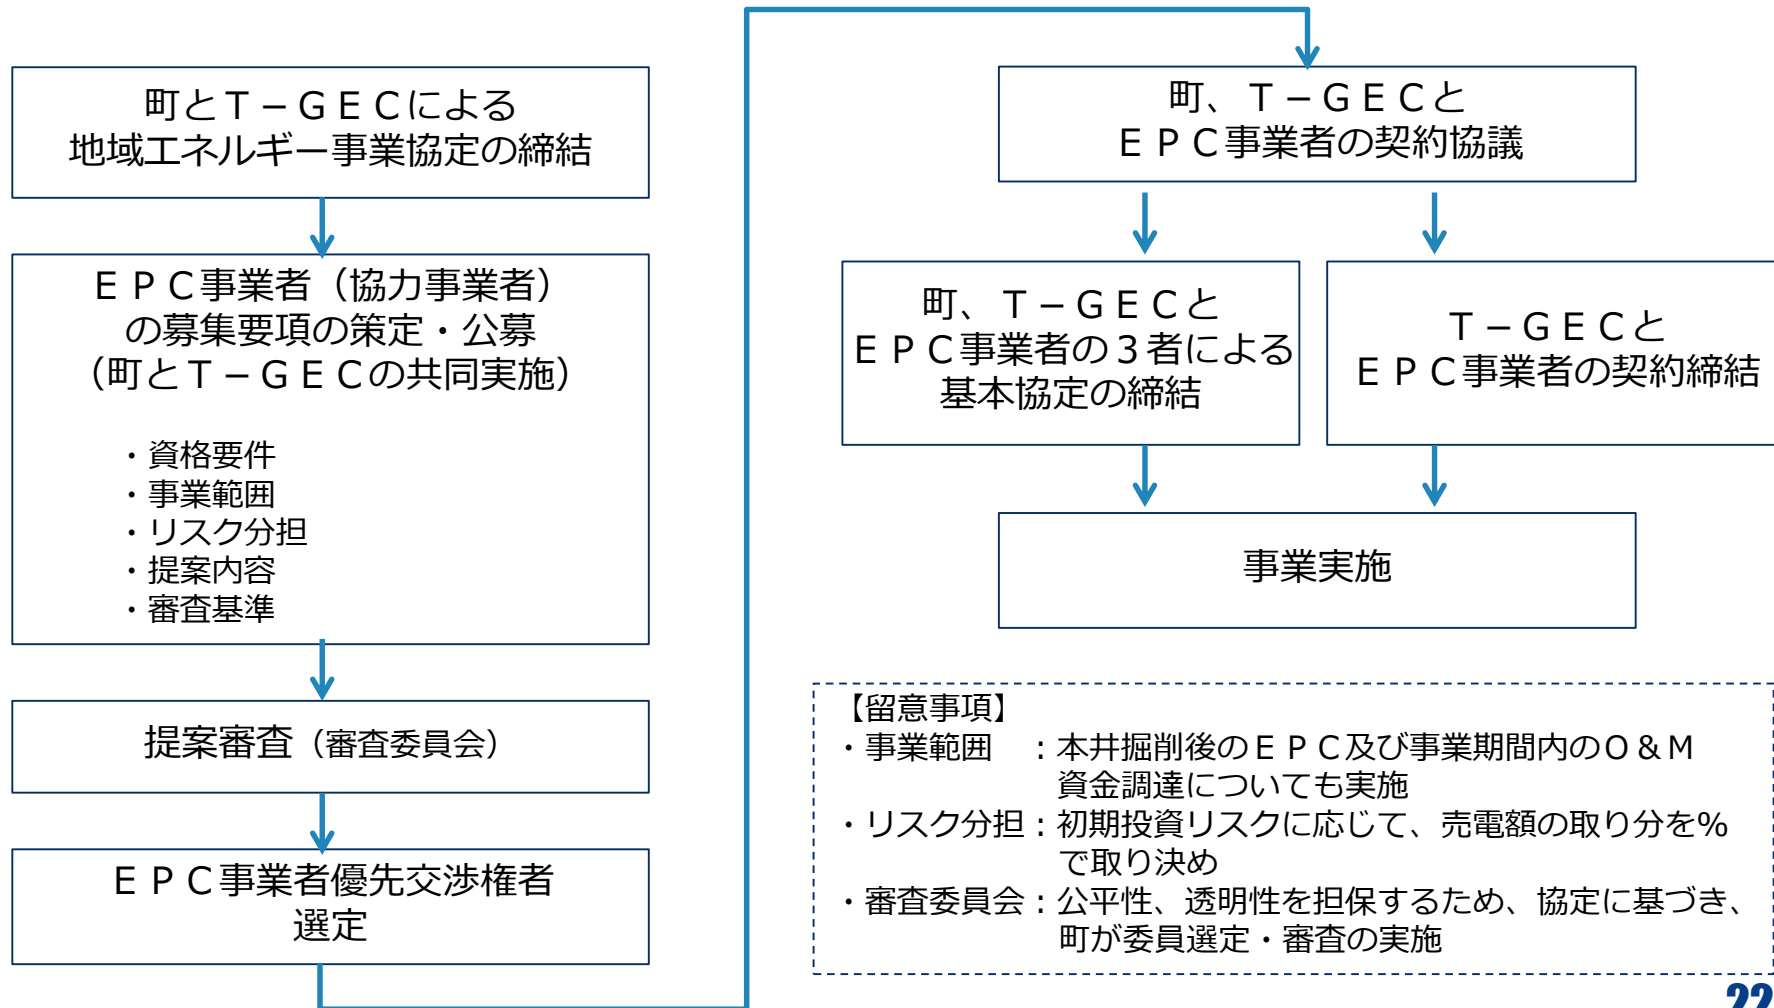 町とＴ－ＧＥＣによる
地域エネルギー事業協定の締結
ＥＰＣ事業者（協力事業者）
の募集要項の策定・公募
（町とＴ－ＧＥＣの共同実施）
・資格要件
・事業範囲
・リスク分担
・提案内容
・審査基準
提案審査（審査委員会）
ＥＰＣ事業者優先交渉権者
選定
町、Ｔ－ＧＥＣと
ＥＰＣ事業者の契約協議
町、Ｔ－ＧＥＣと
ＥＰＣ事業者の３者による
基本協定の締結
Ｔ－ＧＥＣと
ＥＰＣ事業者の契約締結
事業実施
【留意事項】
・事業範囲　：本井掘削後のＥＰＣ及び事業期間内のＯ＆Ｍ
資金調達についても実施
・リスク分担：初期投資リスクに応じて、売電額の取り分を%
で取り決め
・審査委員会：公平性、透明性を担保するため、協定に基づき、
町が委員選定・審査の実施
22